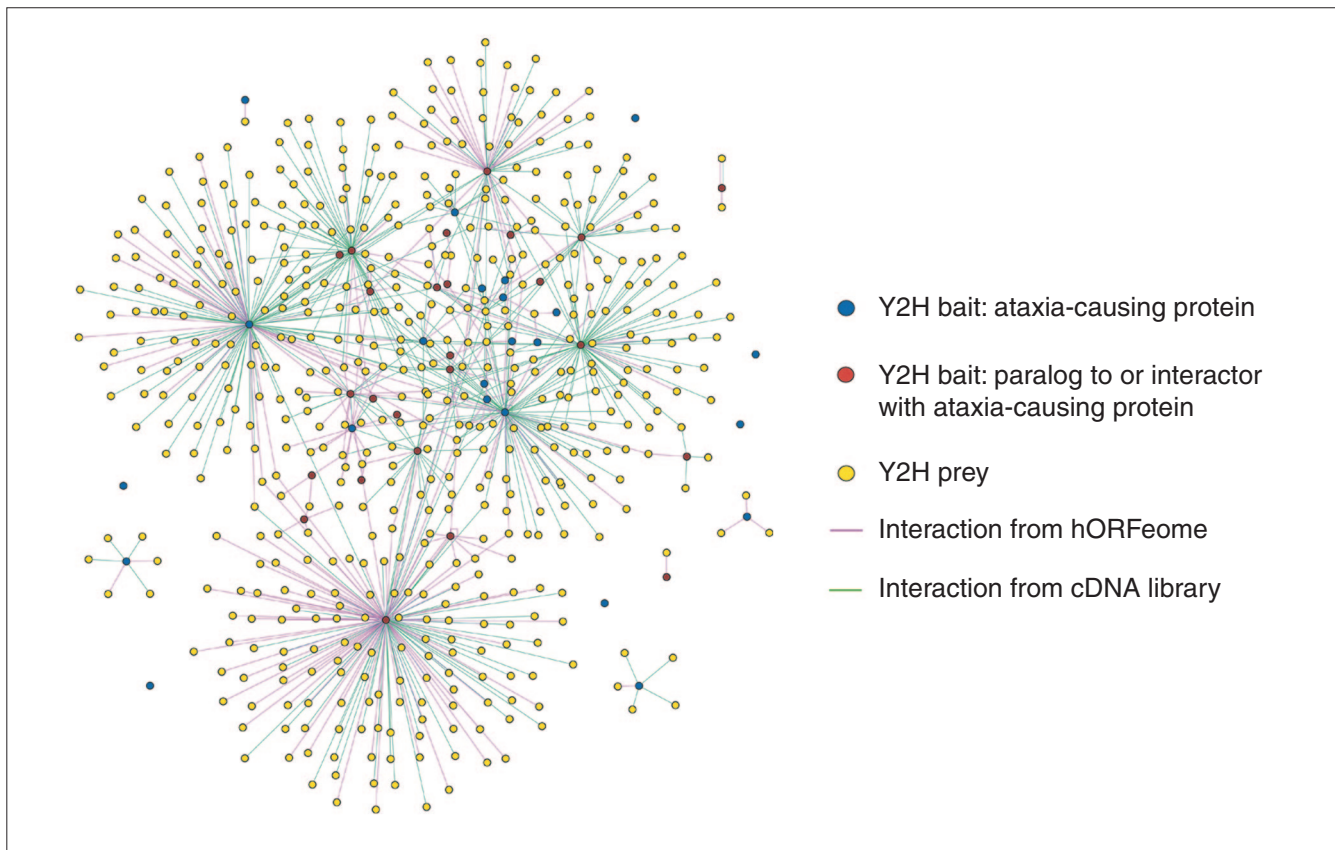 Y2H bait: ataxia-causing protein
Y2H bait: paralog to or interactor
with ataxia-causing protein
Y2H prey
Interaction from hORFeome
Interaction from cDNA library